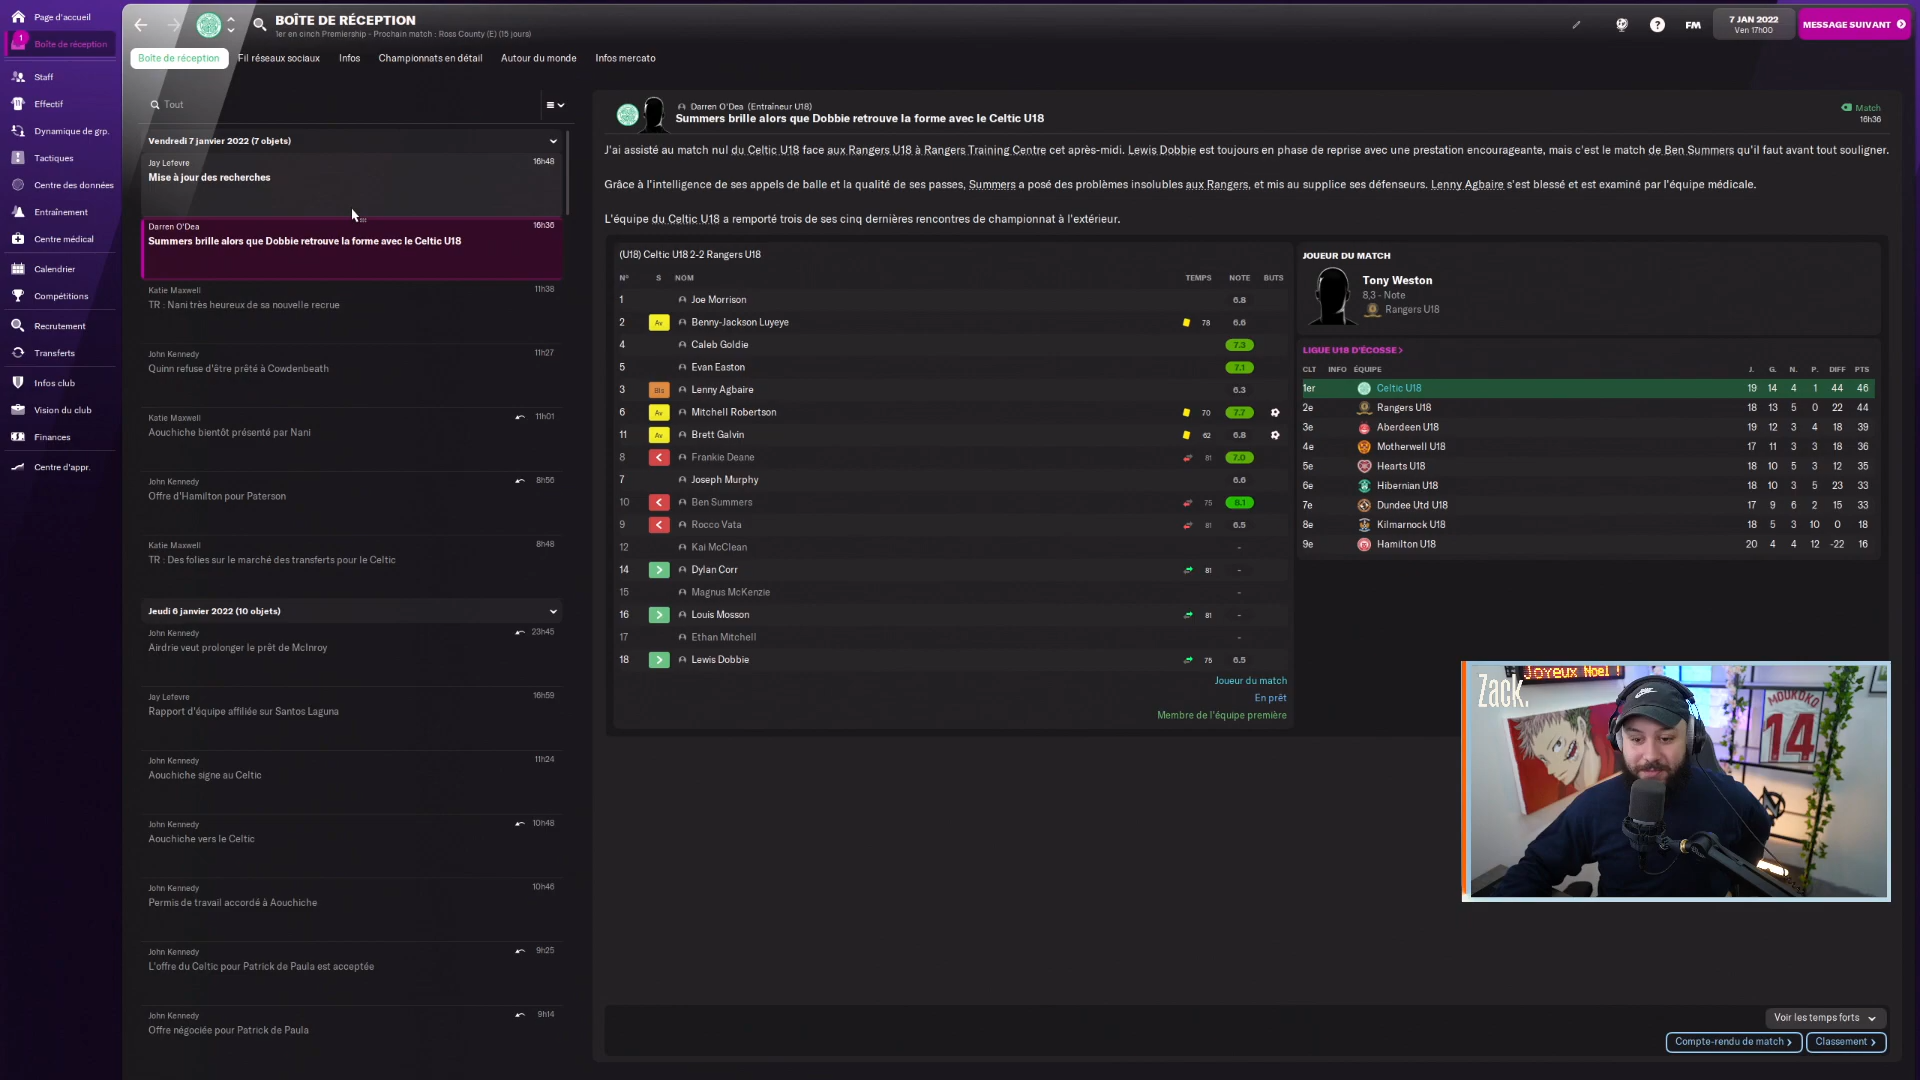 Page d'accueil
1
Boîte de réception
Staff
Effectif
Dynamique de grp.
Tactiques
Centre des données
Entraînement
Centre médical
Calendrier
Compétitions
Recrutement
Transferts
Infos club
Vision du club
Finances
Centre d'appr.
BOÎTE DE RÉCEPTION
1er en cinch Premiership - Prochain match : Ross County (E) (15 jours)
?
FM
7 JAN 2022
Ven 17h00
MESSAGE SUIVANT
Boîte de réception Fil réseaux sociaux Infos Championnats en détail Autour du monde Infos mercato
Tout
Vendredi 7 janvier 2022 (7 objets)
Jay Lefevre 16h48
Mise à jour des recherches
Darren O'Dea 16h36
Summers brille alors que Dobbie retrouve la forme avec le Celtic U18
Katie Maxwell 11h38
TR : Nani très heureux de sa nouvelle recrue
John Kennedy 11h27
Quinn refuse d'être prêté à Cowdenbeath
Katie Maxwell 11h01
Aouchiche bientôt présenté par Nani
John Kennedy 8h56
Offre d'Hamilton pour Paterson
Katie Maxwell 8h48
TR : Des folies sur le marché des transferts pour le Celtic
Jeudi 6 janvier 2022 (10 objets)
John Kennedy 23h45
Airdrie veut prolonger le prêt de McInroy
Jay Lefevre 16h59
Rapport d'équipe affiliée sur Santos Laguna
John Kennedy 11h24
Aouchiche signe au Celtic
John Kennedy 10h48
Aouchiche vers le Celtic
John Kennedy 10h46
Permis de travail accordé à Aouchiche
John Kennedy 9h25
L'offre du Celtic pour Patrick de Paula est acceptée
John Kennedy 9h14
Offre négociée pour Patrick de Paula
Darren O'Dea (Entraîneur U18)
Summers brille alors que Dobbie retrouve la forme avec le Celtic U18
Match
16h36
J'ai assisté au match nul du Celtic U18 face aux Rangers U18 à Rangers Training Centre cet après-midi. Lewis Dobbie est toujours en phase de reprise avec une prestation encourageante, mais c'est le match de Ben Summers qu'il faut avant tout souligner.
Grâce à l'intelligence de ses appels de balle et la qualité de ses passes, Summers a posé des problèmes insolubles aux Rangers, et mis au supplice ses défenseurs. Lenny Agbaire s'est blessé et est examiné par l'équipe médicale.
L'équipe du Celtic U18 a remporté trois de ses cinq dernières rencontres de championnat à l'extérieur.
(U18) Celtic U18 2-2 Rangers U18
N° S NOM TEMPS NOTE BUTS
1 Joe Morrison 6.8
2 Av Benny-Jackson Luyeye 78 6.6
4 Caleb Goldie 7.3
5 Evan Easton 7.1
3 Bls Lenny Agbaire 6.3
6 Av Mitchell Robertson 70 7.7
11 Av Brett Galvin 62 6.8
8 Frankie Deane 81 7.0
7 Joseph Murphy 6.6
10 Ben Summers 75 8.1
9 Rocco Vata 81 6.5
12 Kai McClean -
14 Dylan Corr 81 -
15 Magnus McKenzie -
16 Louis Mosson 81 -
17 Ethan Mitchell -
18 Lewis Dobbie 75 6.5
Joueur du match
En prêt
Membre de l'équipe première
JOUEUR DU MATCH
Tony Weston
8,3 - Note
Rangers U18
LIGUE U18 D'ÉCOSSE >
CLT INFO ÉQUIPE J. G. N. P. DIFF PTS
1er Celtic U18 19 14 4 1 44 46
2e Rangers U18 18 13 5 0 22 44
3e Aberdeen U18 19 12 3 4 18 39
4e Motherwell U18 17 11 3 3 18 36
5e Hearts U18 18 10 5 3 12 35
6e Hibernian U18 18 10 3 5 23 33
7e Dundee Utd U18 17 9 6 2 15 33
8e Kilmarnock U18 18 5 3 10 0 18
9e Hamilton U18 20 4 4 12 -22 16
Joyeux Noel !
Zack.
MOUKOKO
14
Voir les temps forts
Compte-rendu de match >
Classement >